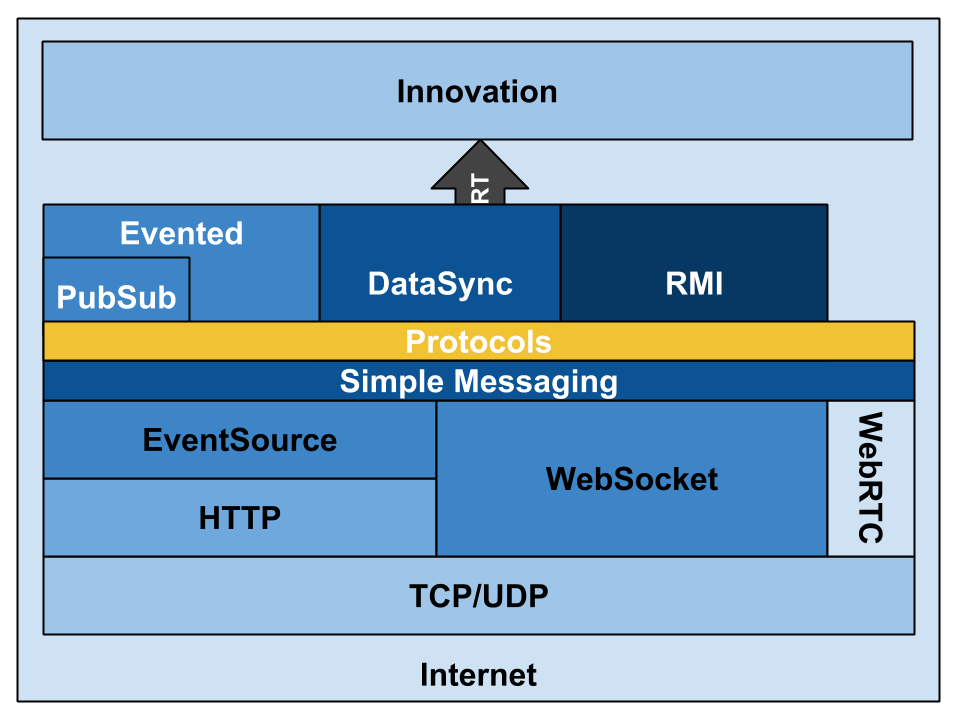 Innovation
RT
Evented
DataSync
RMI
PubSub
Protocols
Simple Messaging
EventSource
WebSocket
WebRTC
HTTP
TCP/UDP
Internet